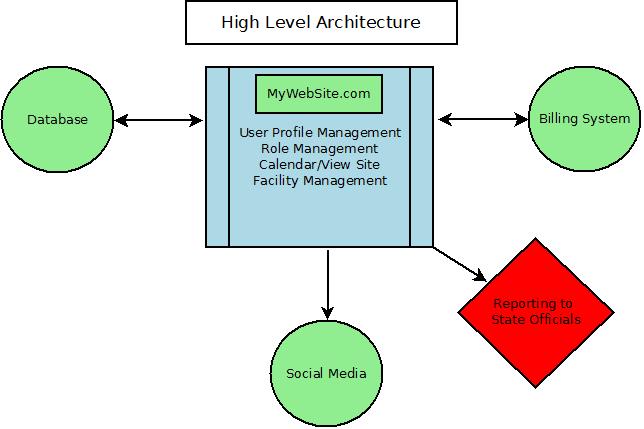 High Level Architecture
MyWebSite.com
Database
Billing System
User Profile Management
Role Management
Calendar/View Site
Facility Management
Reporting to
State Officials
Social Media